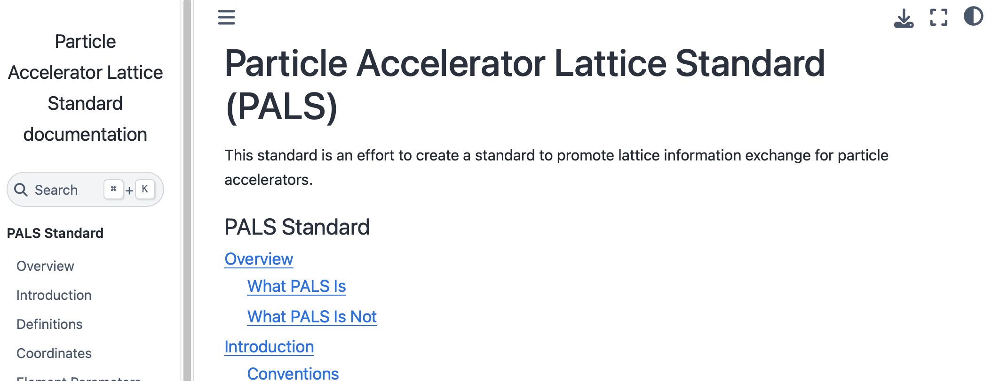 Particle
Accelerator Lattice
Standard
documentation
Search ⌘ + K
PALS Standard
Overview
Introduction
Definitions
Coordinates
Element Parameters
Particle Accelerator Lattice Standard
(PALS)
This standard is an effort to create a standard to promote lattice information exchange for particle
accelerators.
PALS Standard
Overview
What PALS Is
What PALS Is Not
Introduction
Conventions